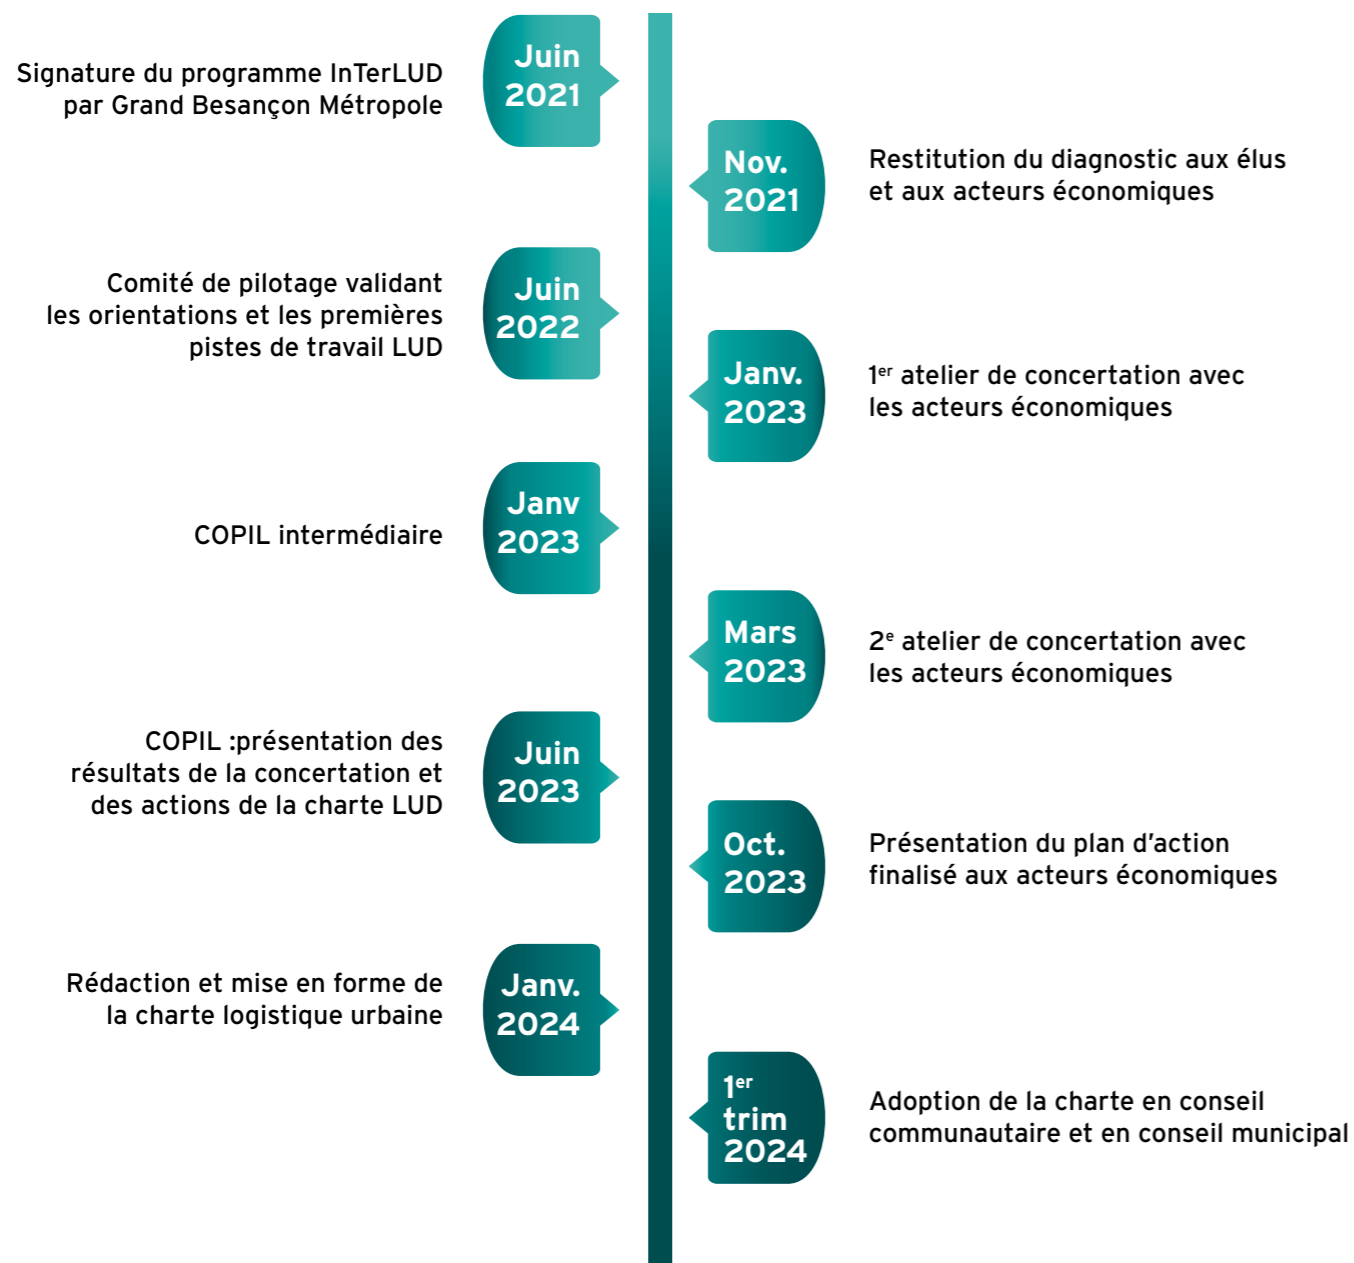 Juin
2021
Signature du programme InTerLUD
par Grand Besançon Métropole
Nov.
2021
Restitution du diagnostic aux élus
et aux acteurs économiques
Juin
2022
Comité de pilotage validant
les orientations et les premières
pistes de travail LUD
Janv.
2023
1er atelier de concertation avec
les acteurs économiques
Janv
2023
COPIL intermédiaire
Mars
2023
2e atelier de concertation avec
les acteurs économiques
Juin
2023
COPIL :présentation des
résultats de la concertation et
des actions de la charte LUD
Oct.
2023
Présentation du plan d’action
finalisé aux acteurs économiques
Janv.
2024
Rédaction et mise en forme de
la charte logistique urbaine
1er
trim
2024
Adoption de la charte en conseil
communautaire et en conseil municipal